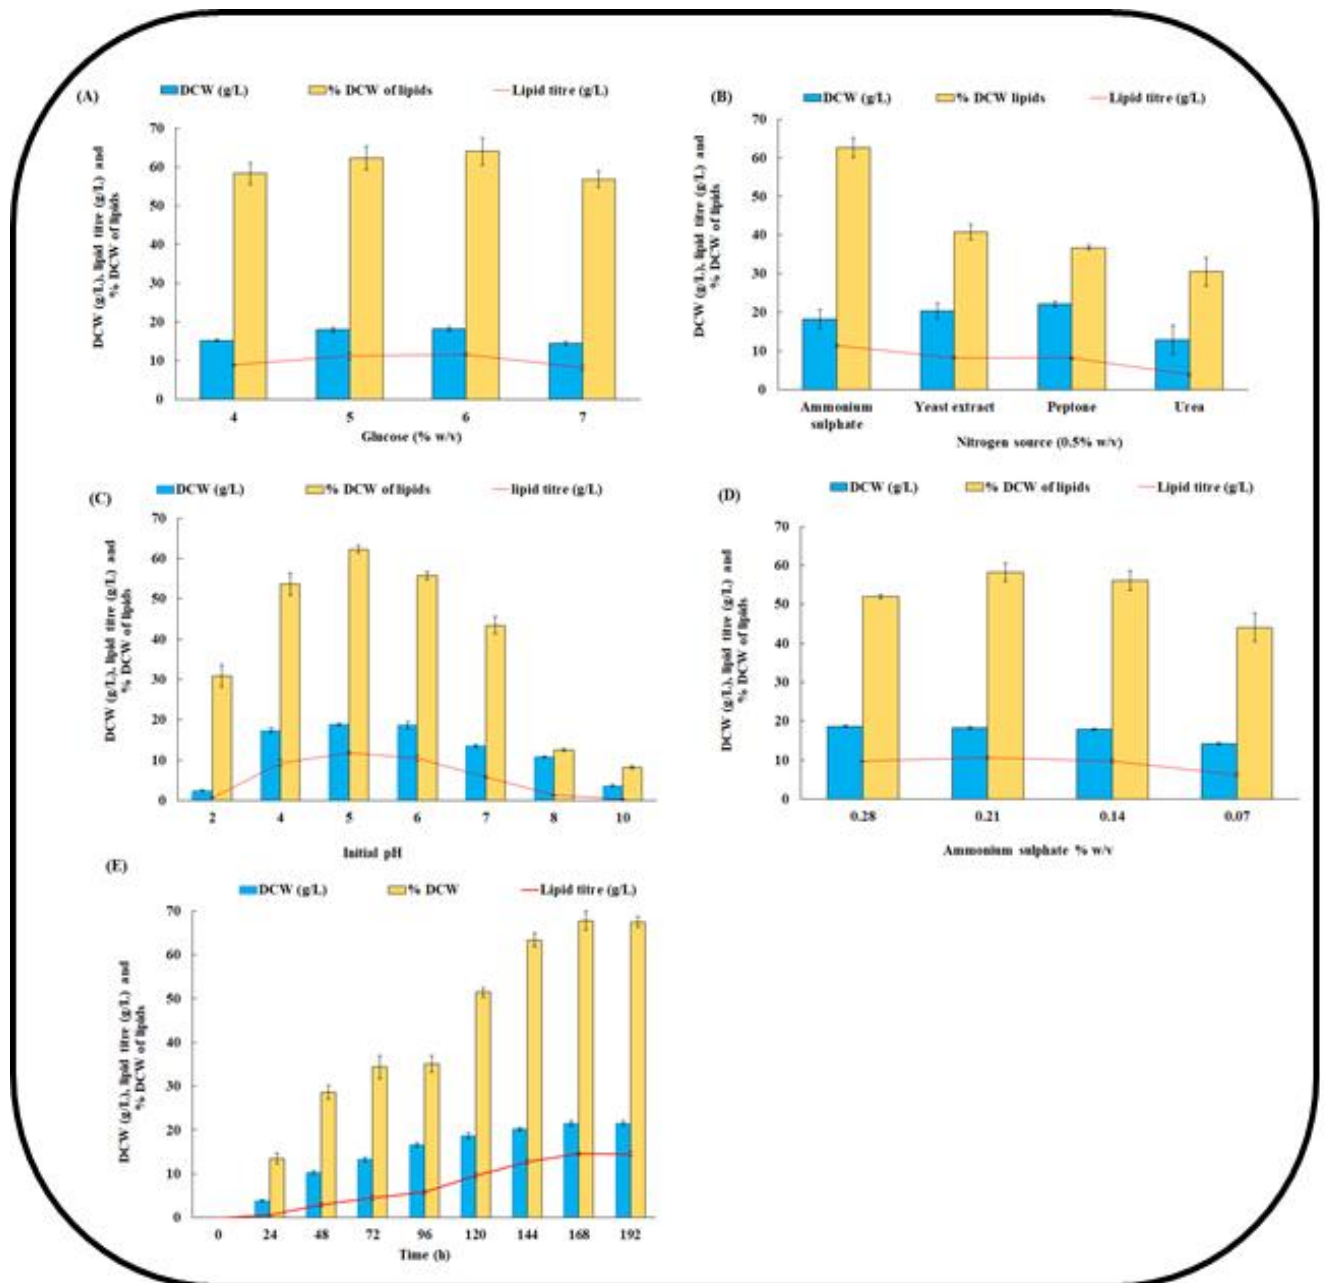 (A)
DCW (g/L) % DCW of lipids Lipid titre (g/L)
DCW (g/L), lipid titre (g/L) and
% DCW of lipids
70
60
50
40
30
20
10
0
4 5 6 7
Glucose (% w/v)
(B)
DCW (g/L) % DCW lipids Lipid titre (g/L)
DCW (g/L), lipid titre (g/L) and
% DCW of lipids
70
60
50
40
30
20
10
0
Ammonium Yeast extract Peptone Urea
sulphate
Nitrogen source (0.5% w/v)
(C)
DCW (g/L) % DCW of lipids lipid titre (g/L)
DCW (g/L), lipid titre (g/L) and
% DCW of lipids
70
60
50
40
30
20
10
0
2 4 5 6 7 8 10
Initial pH
(D)
DCW (g/L) % DCW of lipids Lipid titre (g/L)
DCW (g/L), lipid titre (g/L) and
% DCW of lipids
70
60
50
40
30
20
10
0
0.28 0.21 0.14 0.07
Ammonium sulphate % w/v
(E)
DCW (g/L) % DCW Lipid titre (g/L)
DCW (g/L), lipid titre (g/L) and
% DCW of lipids
70
60
50
40
30
20
10
0
0 24 48 72 96 120 144 168 192
Time (h)